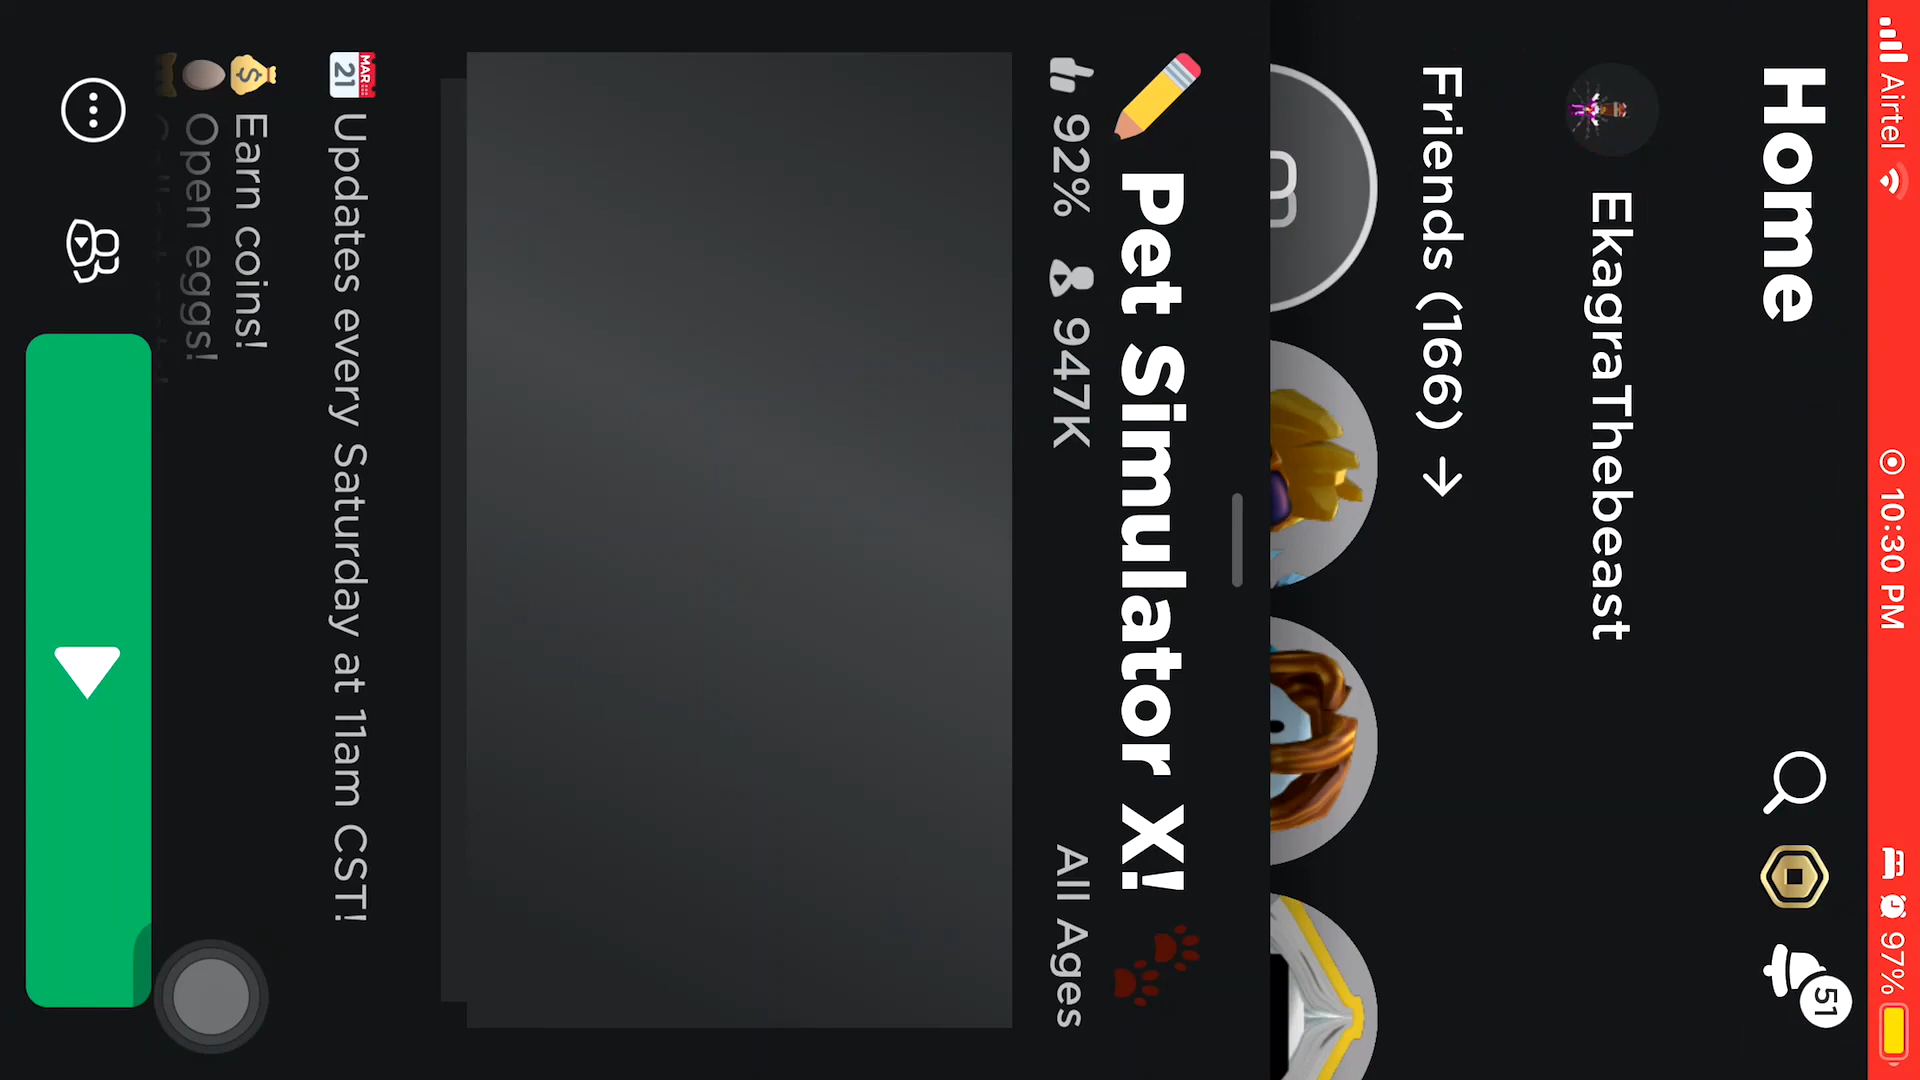 Airtel 10:30 PM 97%
Home 51
EkagraThebeast
Friends (166)
Pet Simulator X!
92% 947K All Ages
MAR 21 Updates every Saturday at 11am CST!
Earn coins!
Open eggs!